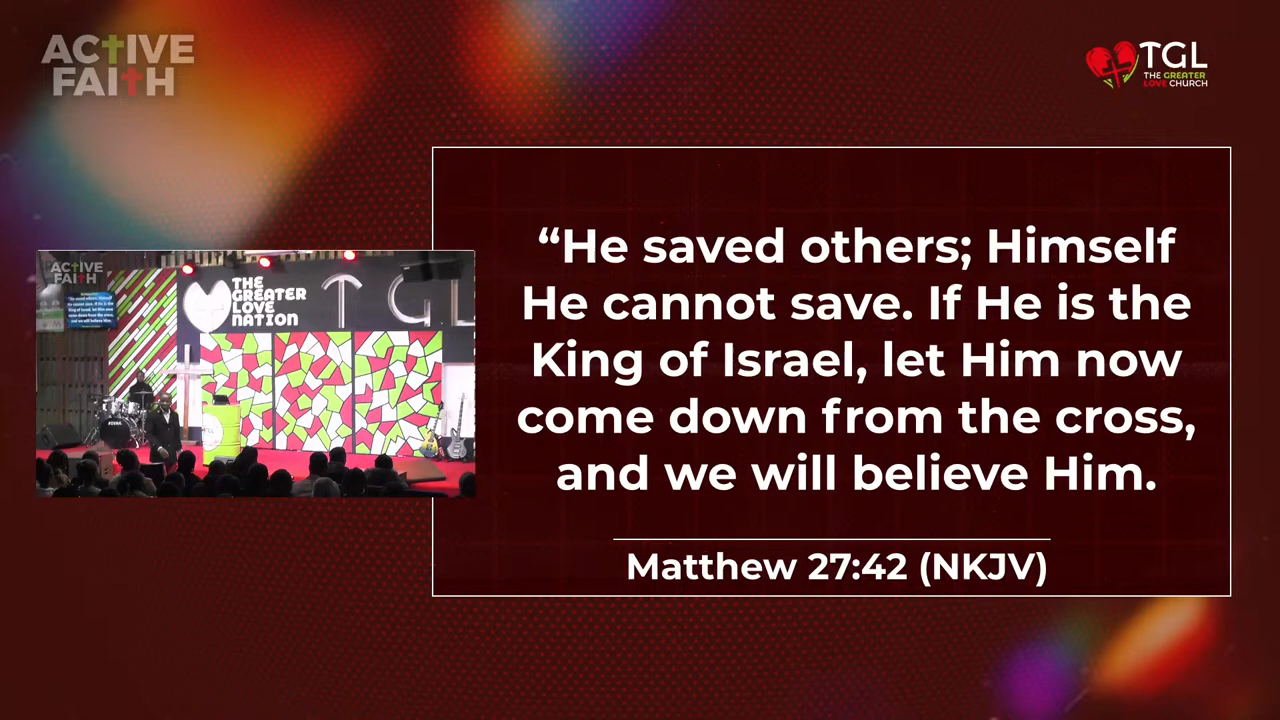 ACTIVE
FAITH
TGL
THE GREATER
LOVE CHURCH
ACTIVE
FAITH
THE
GREATER
LOVE
NATION
TGL
“He saved others; Himself
He cannot save. If He is the
King of Israel, let Him now
come down from the cross,
and we will believe Him.
Matthew 27:42 (NKJV)